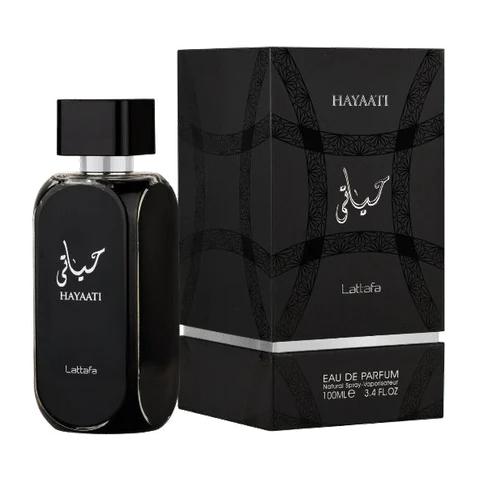 حياتي
HAYAATI
Lattafa
HAYAATI
حياتي
Lattafa
EAU DE PARFUM
Natural Spray-Vaporisateur
100ML℮ 3.4 FL.OZ